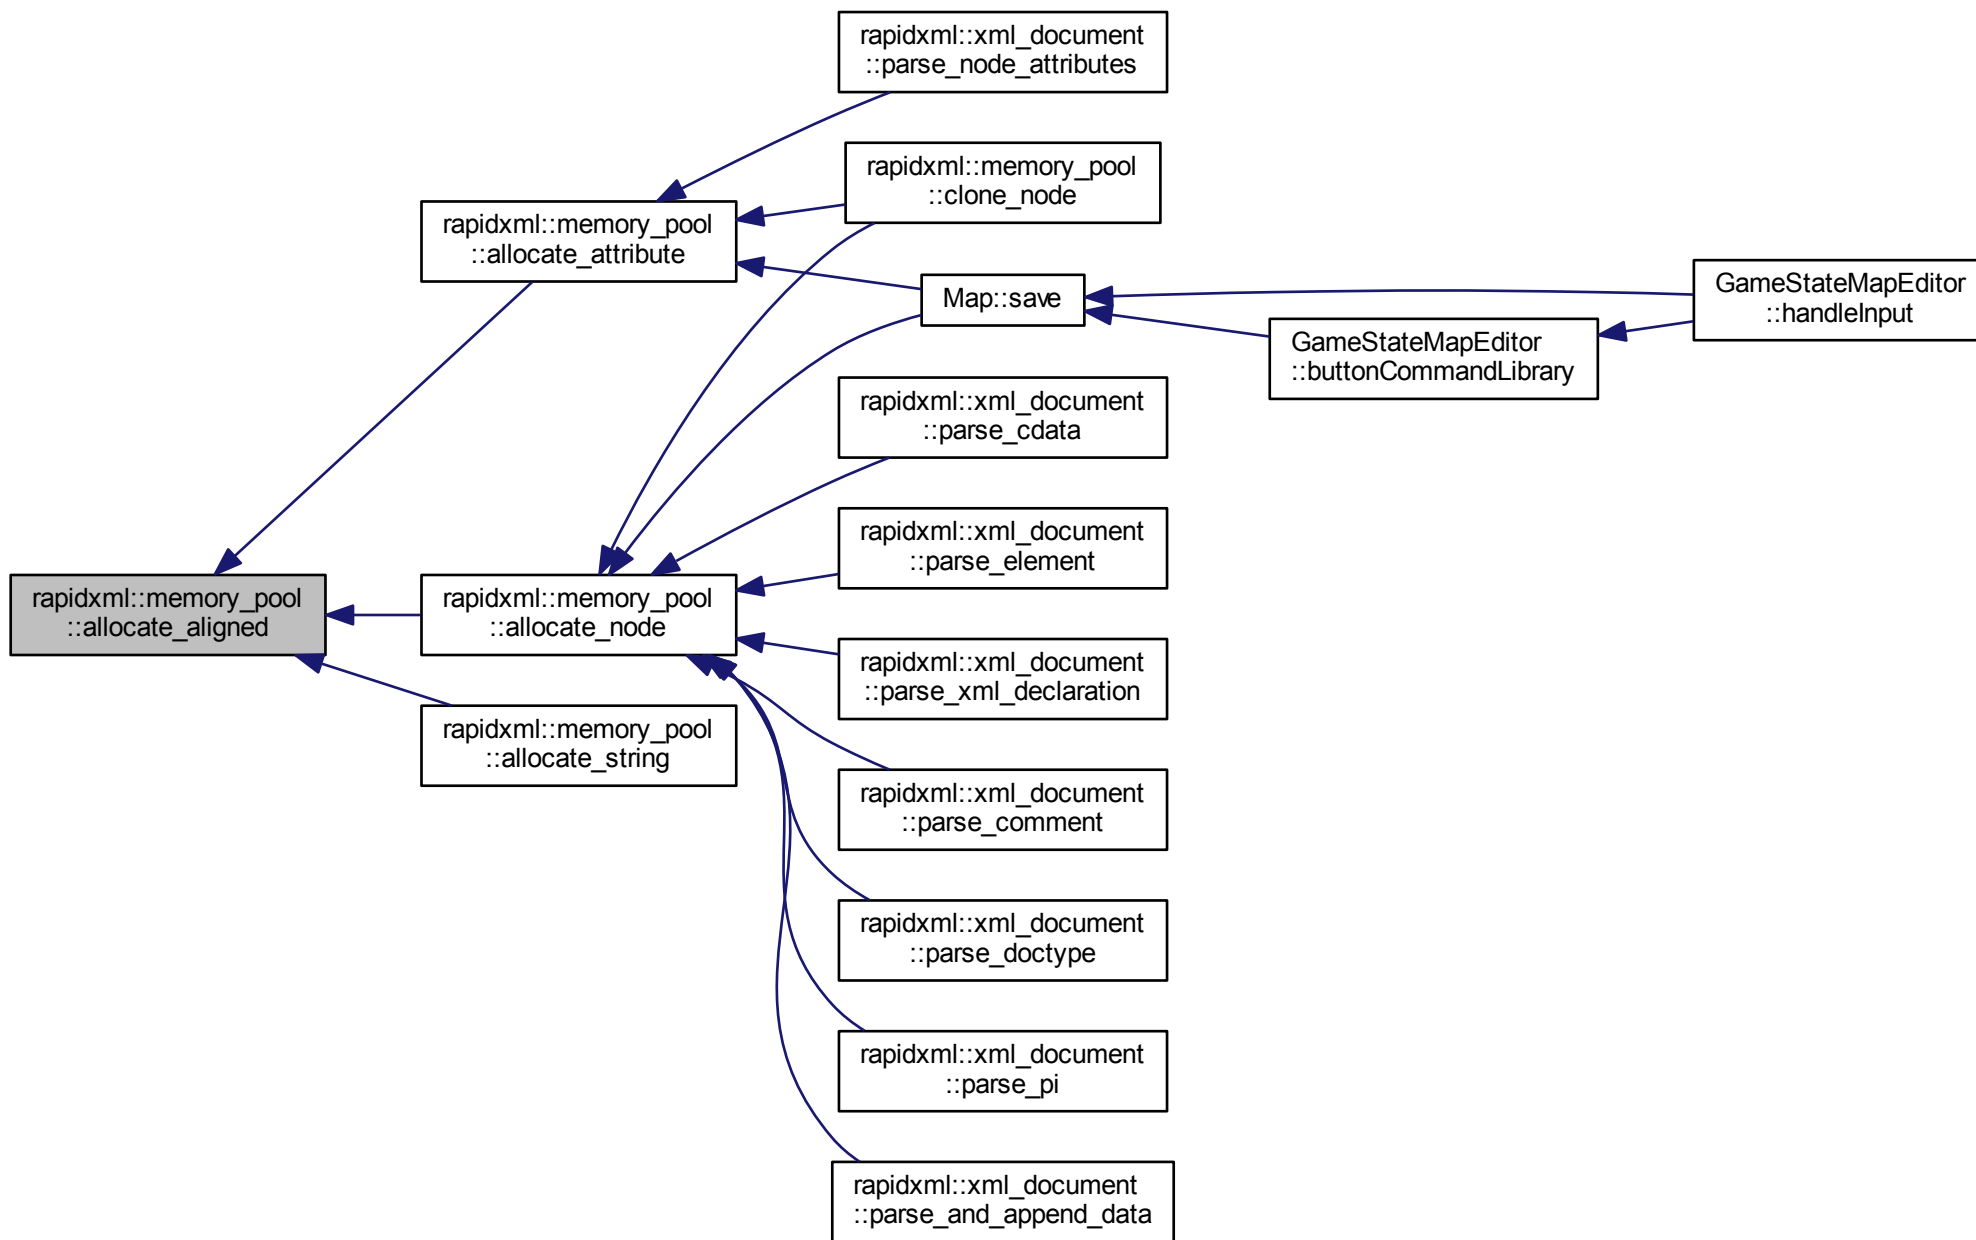 rapidxml::xml_document
::parse_node_attributes
rapidxml::memory_pool
::clone_node
rapidxml::memory_pool
::allocate_attribute
Map::save
GameStateMapEditor
::handleInput
GameStateMapEditor
::buttonCommandLibrary
rapidxml::xml_document
::parse_cdata
rapidxml::xml_document
::parse_element
rapidxml::memory_pool
::allocate_aligned
rapidxml::memory_pool
::allocate_node
rapidxml::xml_document
::parse_xml_declaration
rapidxml::memory_pool
::allocate_string
rapidxml::xml_document
::parse_comment
rapidxml::xml_document
::parse_doctype
rapidxml::xml_document
::parse_pi
rapidxml::xml_document
::parse_and_append_data